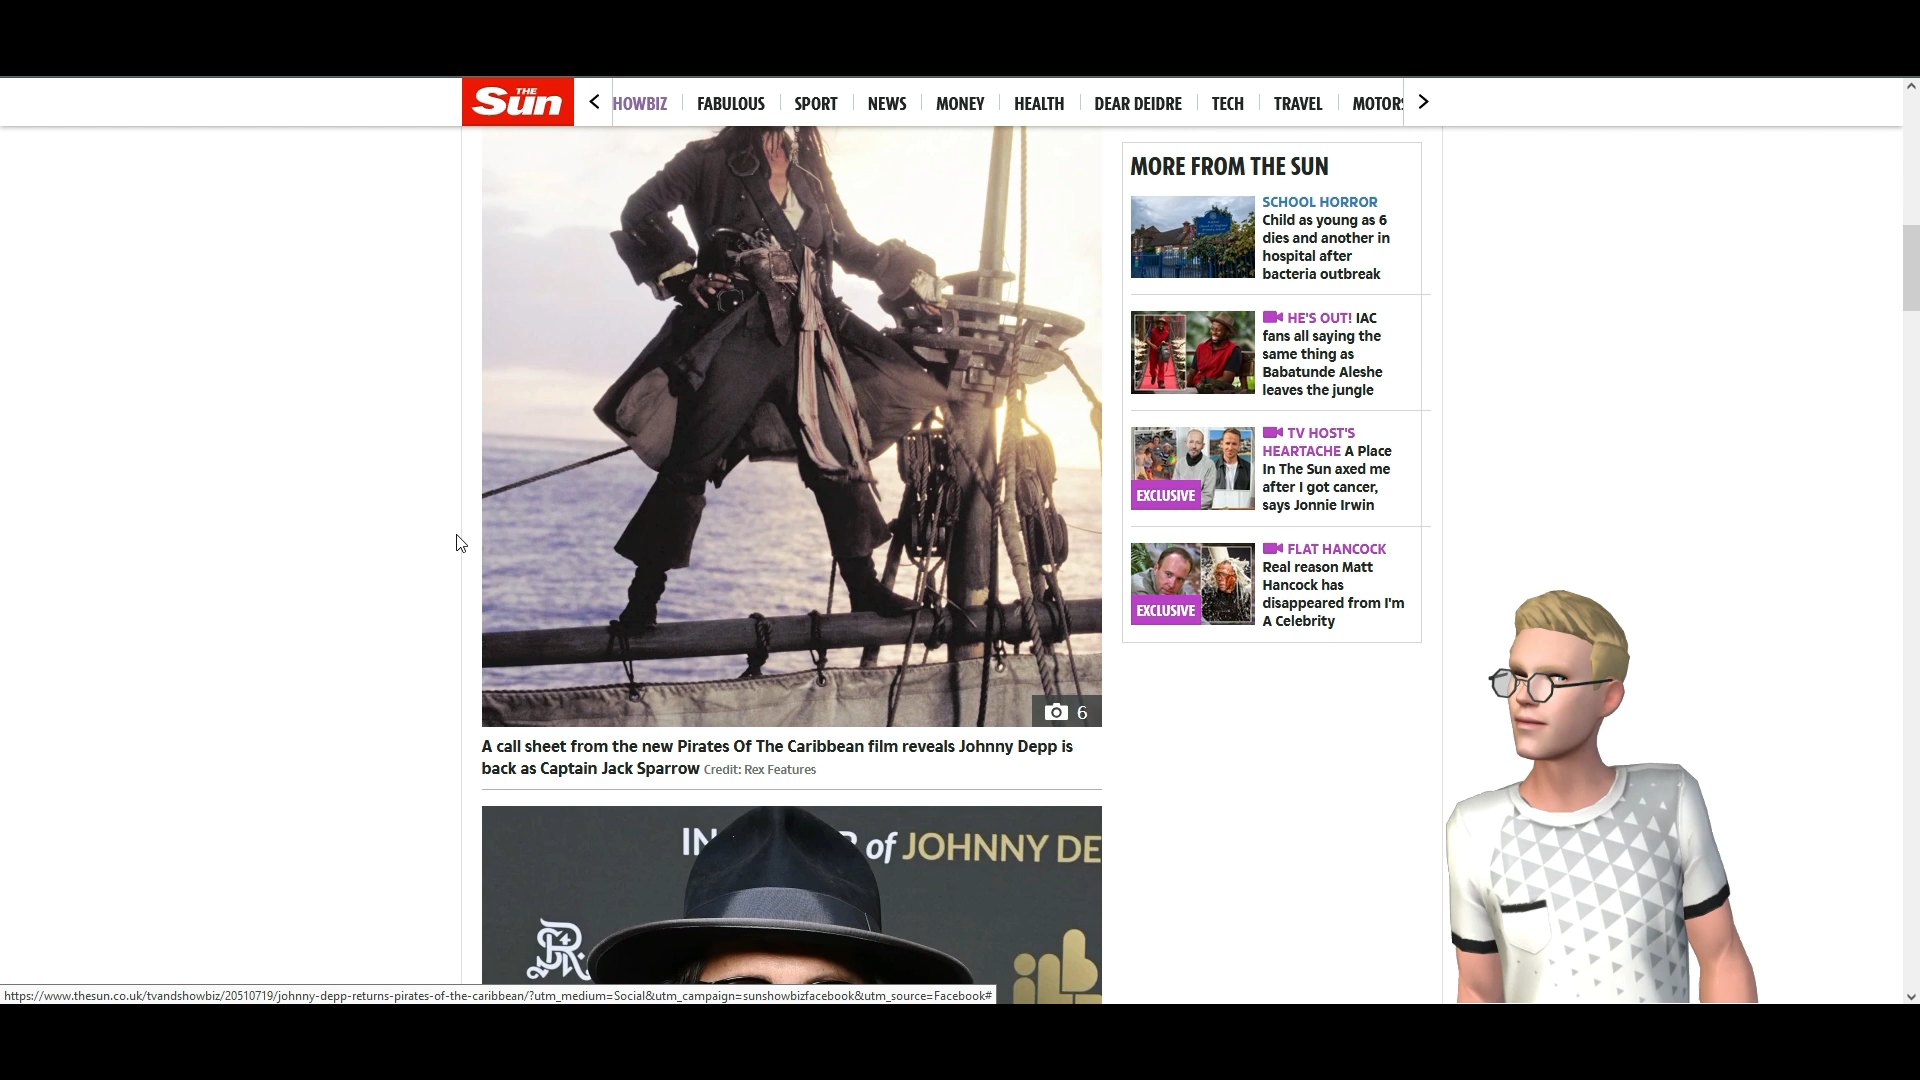 THE
Sun
HOWBIZ
FABULOUS
SPORT
NEWS
MONEY
HEALTH
DEAR DEIDRE
TECH
TRAVEL
MOTORS
MORE FROM THE SUN
SCHOOL HORROR
Child as young as 6
dies and another in
hospital after
bacteria outbreak
HE'S OUT! IAC
fans all saying the
same thing as
Babatunde Aleshe
leaves the jungle
EXCLUSIVE
TV HOST'S
HEARTACHE A Place
In The Sun axed me
after I got cancer,
says Jonnie Irwin
EXCLUSIVE
FLAT HANCOCK
Real reason Matt
Hancock has
disappeared from I'm
A Celebrity
6
A call sheet from the new Pirates Of The Caribbean film reveals Johnny Depp is
back as Captain Jack Sparrow Credit: Rex Features
of JOHNNY DE
https://www.thesun.co.uk/tvandshowbiz/20510719/johnny-depp-returns-pirates-of-the-caribbean/?utm_medium=Social&utm_campaign=sunshowbizfacebook&utm_source=Facebook#